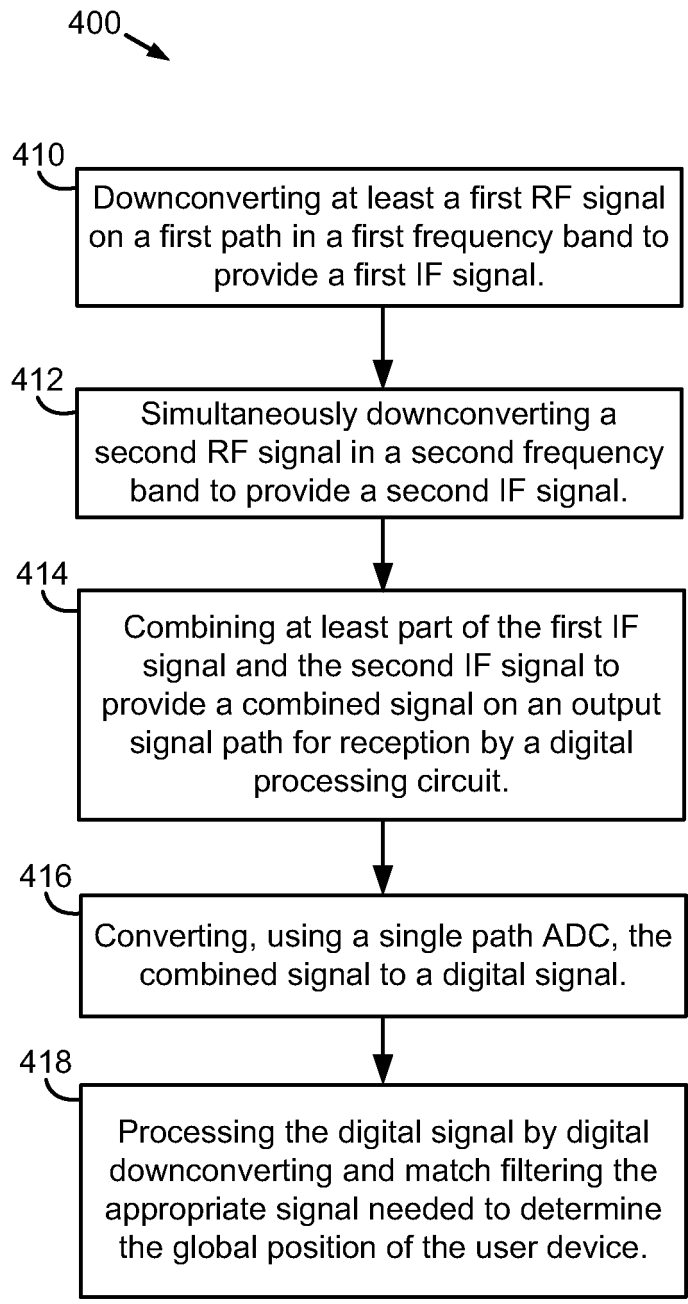 400
410
Downconverting at least a first RF signal
on a first path in a first frequency band to
provide a first IF signal.
412
Simultaneously downconverting a
second RF signal in a second frequency
band to provide a second IF signal.
414
Combining at least part of the first IF
signal and the second IF signal to
provide a combined signal on an output
signal path for reception by a digital
processing circuit.
416
Converting, using a single path ADC, the
combined signal to a digital signal.
418
Processing the digital signal by digital
downconverting and match filtering the
appropriate signal needed to determine
the global position of the user device.